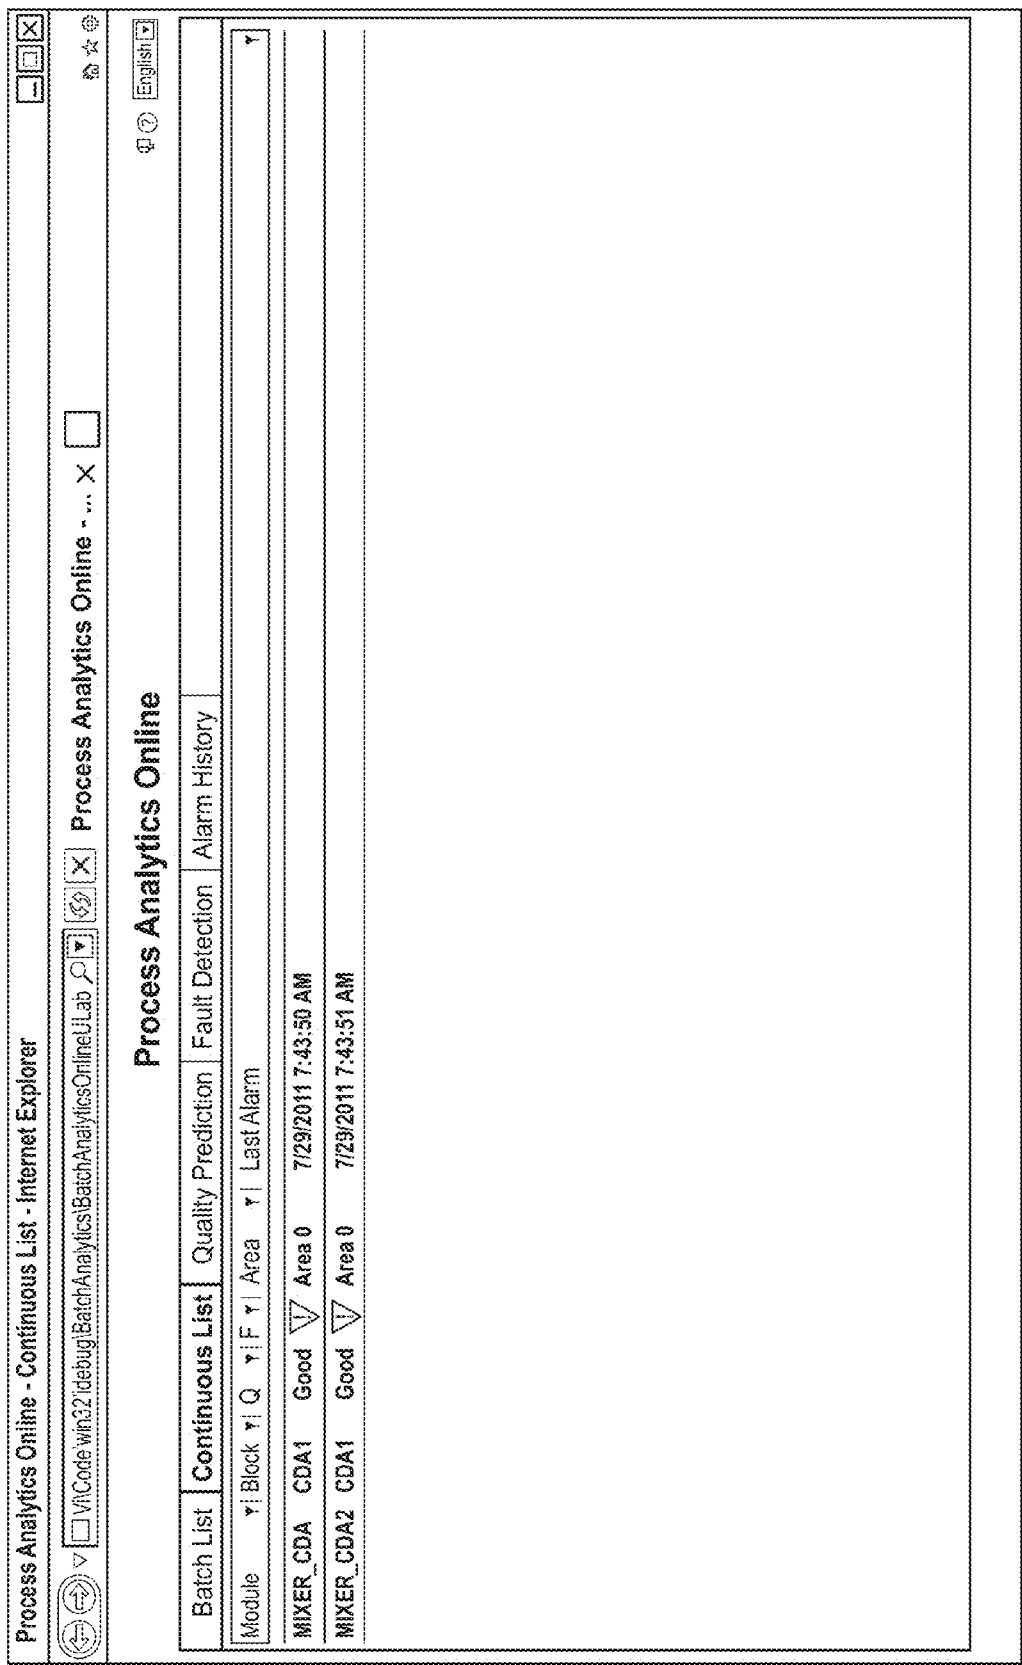 Process Analytics Online - Continuous List - Internet Explorer
VI\Code\win32\debug\BatchAnalytics\BatchAnalyticsOnlineULab
Process Analytics Online - ... X
Process Analytics Online
? English
Batch List Continuous List Quality Prediction Fault Detection Alarm History
Module Block Q F Area Last Alarm
MIXER_CDA CDA1 Good ! Area 0 7/29/2011 7:43:50 AM
MIXER_CDA2 CDA1 Good ! Area 0 7/29/2011 7:43:51 AM